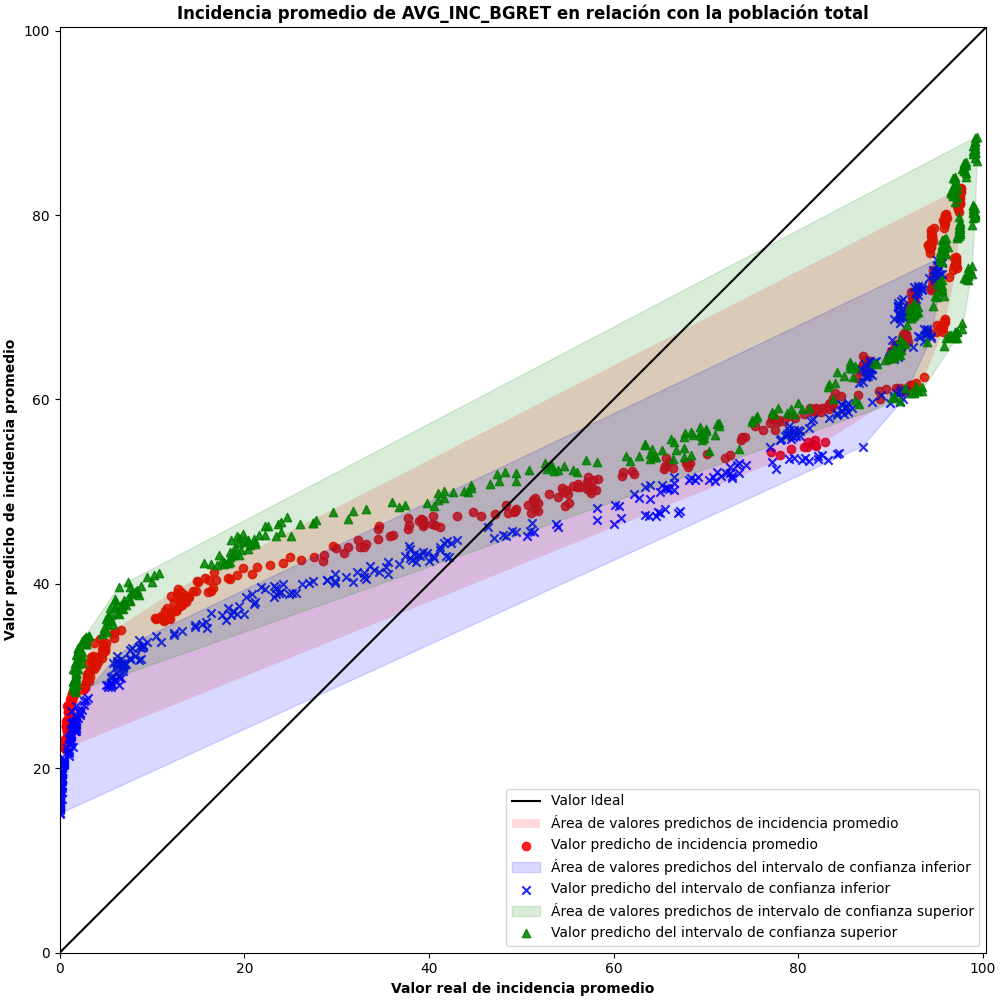 Incidencia promedio de AVG_INC_BGRET en relación con la población total
100
80
60
40
20
0
Valor predicho de incidencia promedio
0 20 40 60 80 100
Valor real de incidencia promedio
Valor Ideal
Área de valores predichos de incidencia promedio
Valor predicho de incidencia promedio
Área de valores predichos del intervalo de confianza inferior
Valor predicho del intervalo de confianza inferior
Área de valores predichos de intervalo de confianza superior
Valor predicho del intervalo de confianza superior